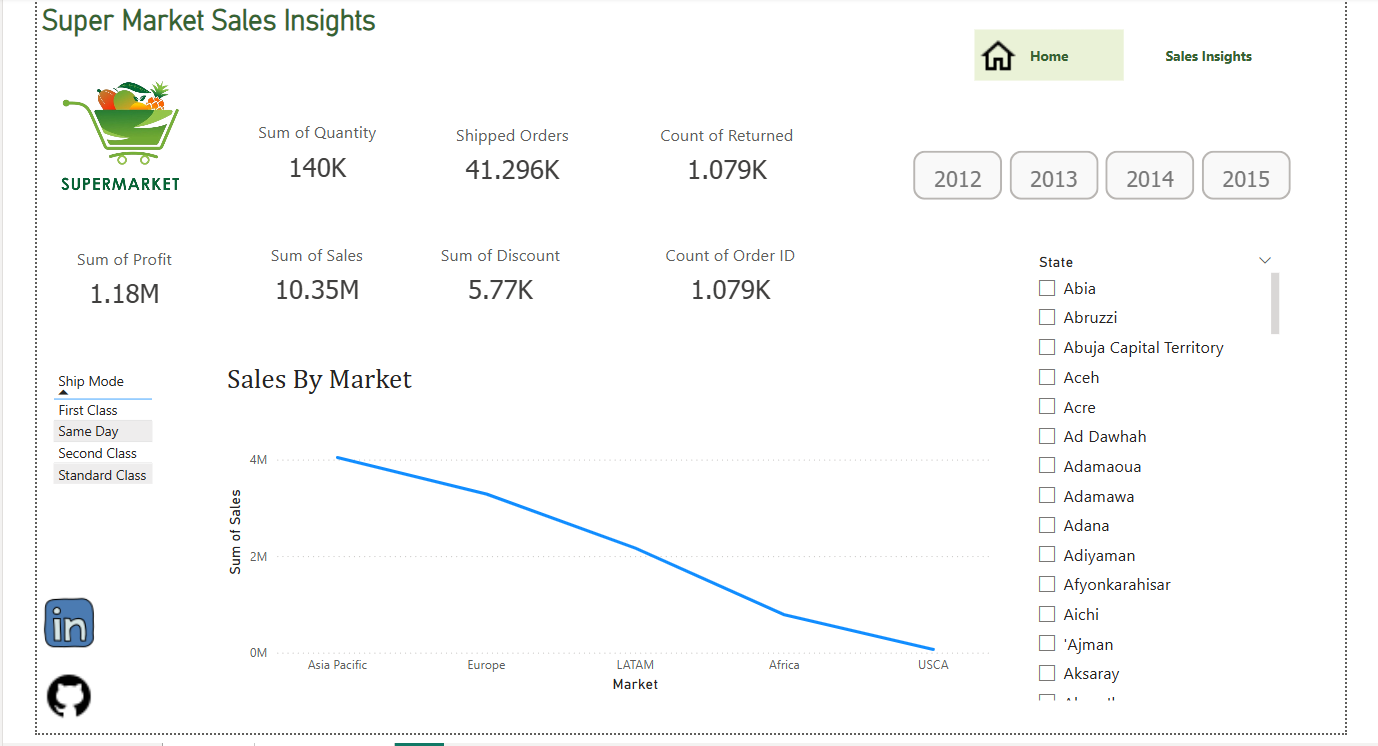 Super Market Sales Insights
Home
Sales Insights
SUPERMARKET
Sum of Quantity
140K
Shipped Orders
41.296K
Count of Returned
1.079K
2012
2013
2014
2015
Sum of Profit
1.18M
Sum of Sales
10.35M
Sum of Discount
5.77K
Count of Order ID
1.079K
State
Abia
Abruzzi
Abuja Capital Territory
Aceh
Acre
Ad Dawhah
Adamaoua
Adamawa
Adana
Adiyaman
Afyonkarahisar
Aichi
'Ajman
Aksaray
Ship Mode
First Class
Same Day
Second Class
Standard Class
Sales By Market
Sum of Sales
4M
2M
0M
Asia Pacific
Europe
LATAM
Africa
USCA
Market
in